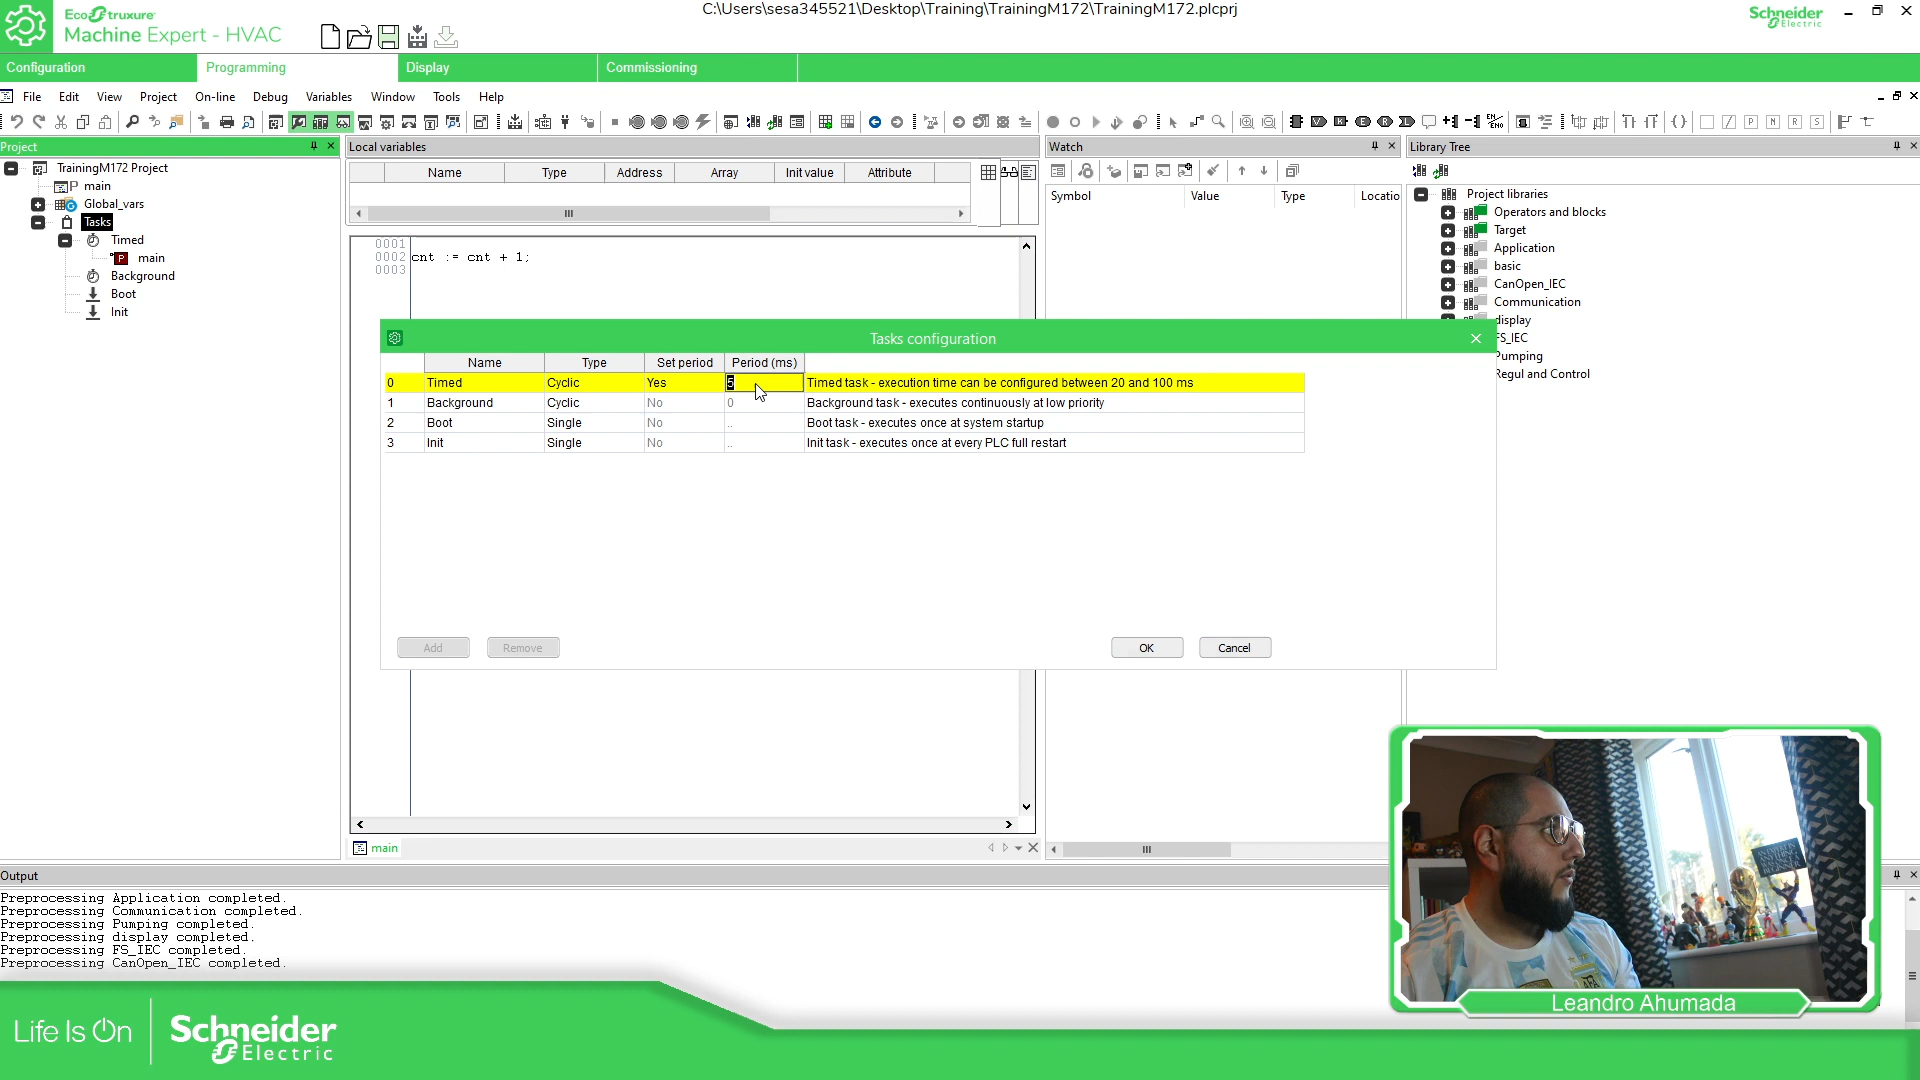 C:\Users\sesa345521\Desktop\Training\TrainingM172\TrainingM172.plcprj
EcoStruxure
Machine Expert - HVAC
Schneider
Electric
Configuration
Programming
Display
Commissioning
File Edit View Project On-line Debug Variables Window Tools Help
Project
TrainingM172 Project
main
Global_vars
Tasks
Timed
main
Background
Boot
Init
Local variables
Name Type Address Array Init value Attribute
0001
0002 cnt := cnt + 1;
0003
main
Watch
Symbol Value Type Locatio
Library Tree
Project libraries
Operators and blocks
Target
Application
basic
CanOpen_IEC
Communication
display
FS_IEC
Pumping
Regul and Control
Tasks configuration
Name Type Set period Period (ms)
0 Timed Cyclic Yes 5 Timed task - execution time can be configured between 20 and 100 ms
1 Background Cyclic No 0 Background task - executes continuously at low priority
2 Boot Single No .. Boot task - executes once at system startup
3 Init Single No .. Init task - executes once at every PLC full restart
Add Remove OK Cancel
Output
Preprocessing Application completed.
Preprocessing Communication completed.
Preprocessing Pumping completed.
Preprocessing display completed.
Preprocessing FS_IEC completed.
Preprocessing CanOpen_IEC completed.
Leandro Ahumada
Life Is On
Schneider
Electric